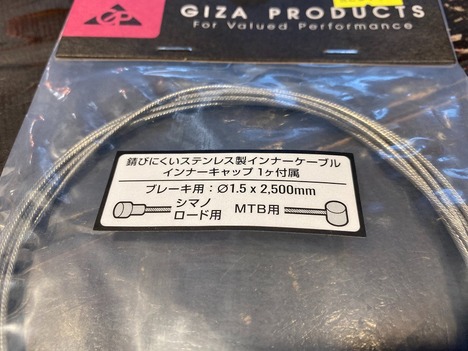 GIZA PRODUCTS
For Valued Performance
錆びにくいステンレス製インナーケーブル
インナーキャップ 1ヶ付属
ブレーキ用：∅1.5 x 2,500mm
シマノ
ロード用
MTB用